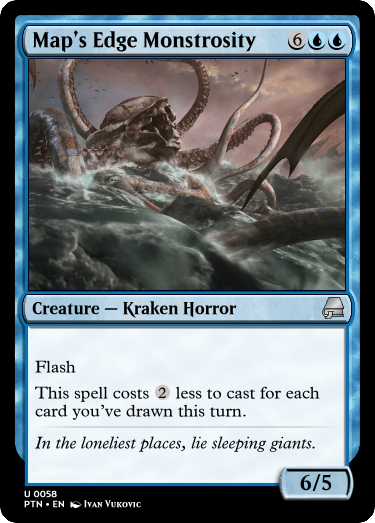 Map's Edge Monstrosity 6
Creature — Kraken Horror
Flash
This spell costs 2 less to cast for each
card you've drawn this turn.
In the loneliest places, lie sleeping giants.
6/5
U 0058
PTN • EN Ivan Vukovic